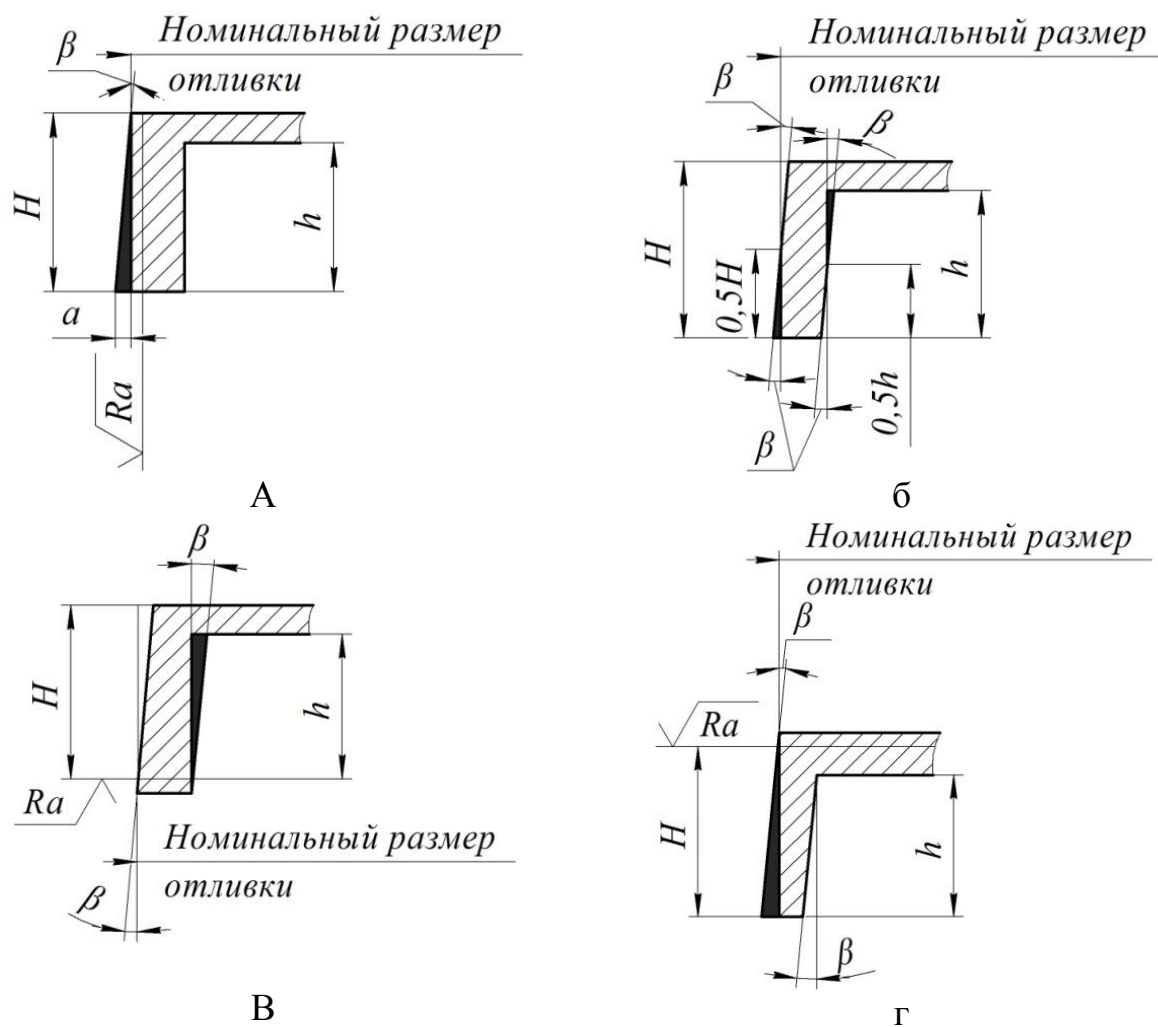 β
Номинальный размер
отливки
H
h
a
Ra
А
Номинальный размер
отливки
β
β
H
0,5H
h
0,5h
β
б
β
H
h
Ra
Номинальный размер
отливки
β
В
Номинальный размер
отливки
β
Ra
H
h
β
г